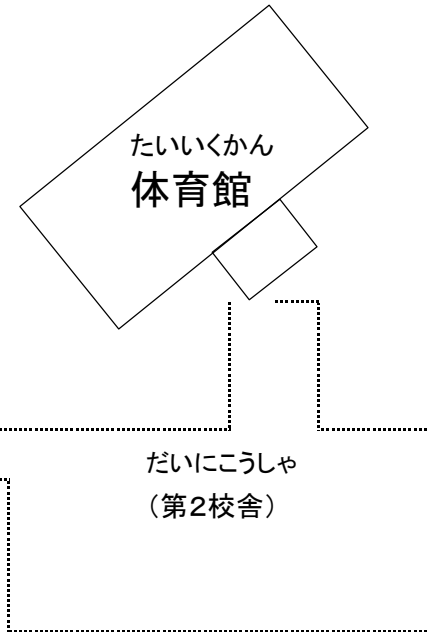 たいいくかん
体育館
だいにこうしゃ
（第2校舎）